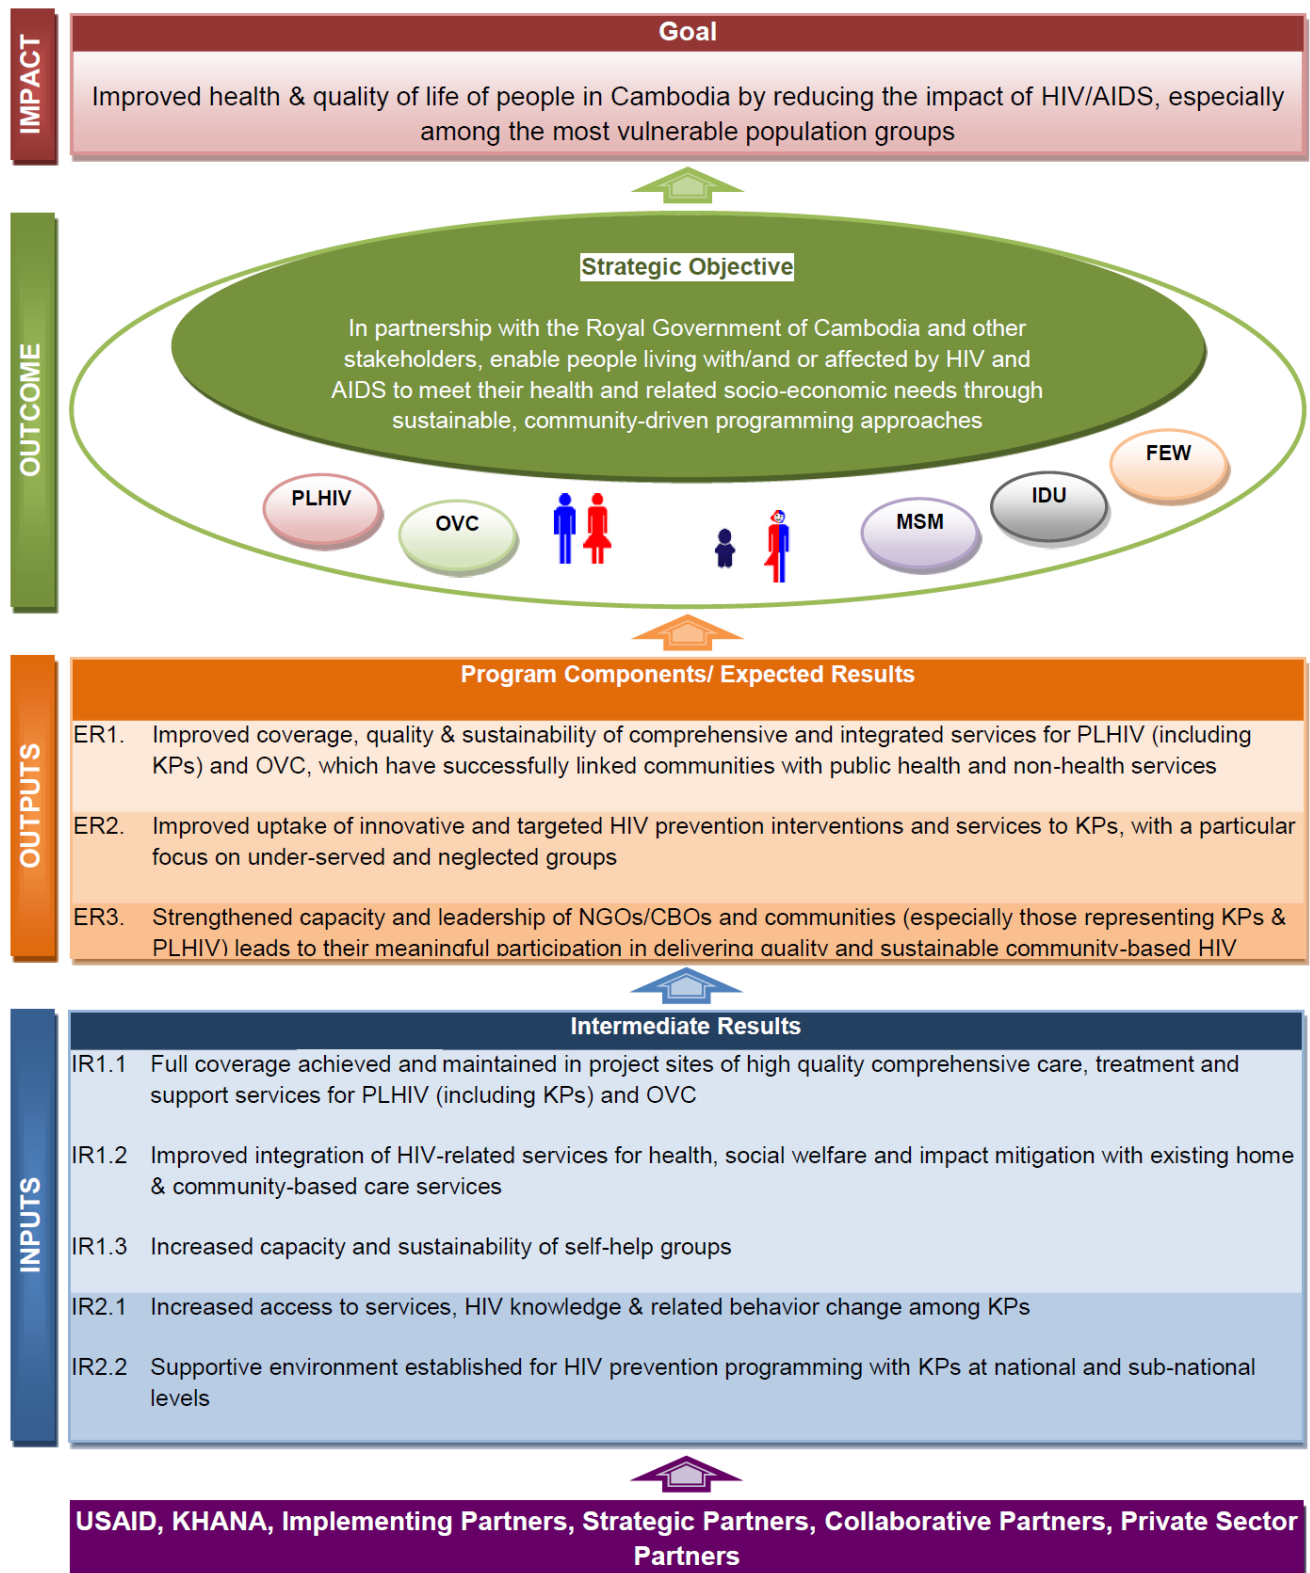 IMPACT
Goal
Improved health & quality of life of people in Cambodia by reducing the impact of HIV/AIDS, especially
among the most vulnerable population groups
OUTCOME
Strategic Objective
In partnership with the Royal Government of Cambodia and other
stakeholders, enable people living with/and or affected by HIV and
AIDS to meet their health and related socio-economic needs through
sustainable, community-driven programming approaches
PLHIV
OVC
MSM
IDU
FEW
OUTPUTS
Program Components/ Expected Results
ER1. Improved coverage, quality & sustainability of comprehensive and integrated services for PLHIV (including
KPs) and OVC, which have successfully linked communities with public health and non-health services
ER2. Improved uptake of innovative and targeted HIV prevention interventions and services to KPs, with a particular
focus on under-served and neglected groups
ER3. Strengthened capacity and leadership of NGOs/CBOs and communities (especially those representing KPs &
PLHIV) leads to their meaningful participation in delivering quality and sustainable community-based HIV
INPUTS
Intermediate Results
IR1.1 Full coverage achieved and maintained in project sites of high quality comprehensive care, treatment and
support services for PLHIV (including KPs) and OVC
IR1.2 Improved integration of HIV-related services for health, social welfare and impact mitigation with existing home
& community-based care services
IR1.3 Increased capacity and sustainability of self-help groups
IR2.1 Increased access to services, HIV knowledge & related behavior change among KPs
IR2.2 Supportive environment established for HIV prevention programming with KPs at national and sub-national
levels
USAID, KHANA, Implementing Partners, Strategic Partners, Collaborative Partners, Private Sector
Partners